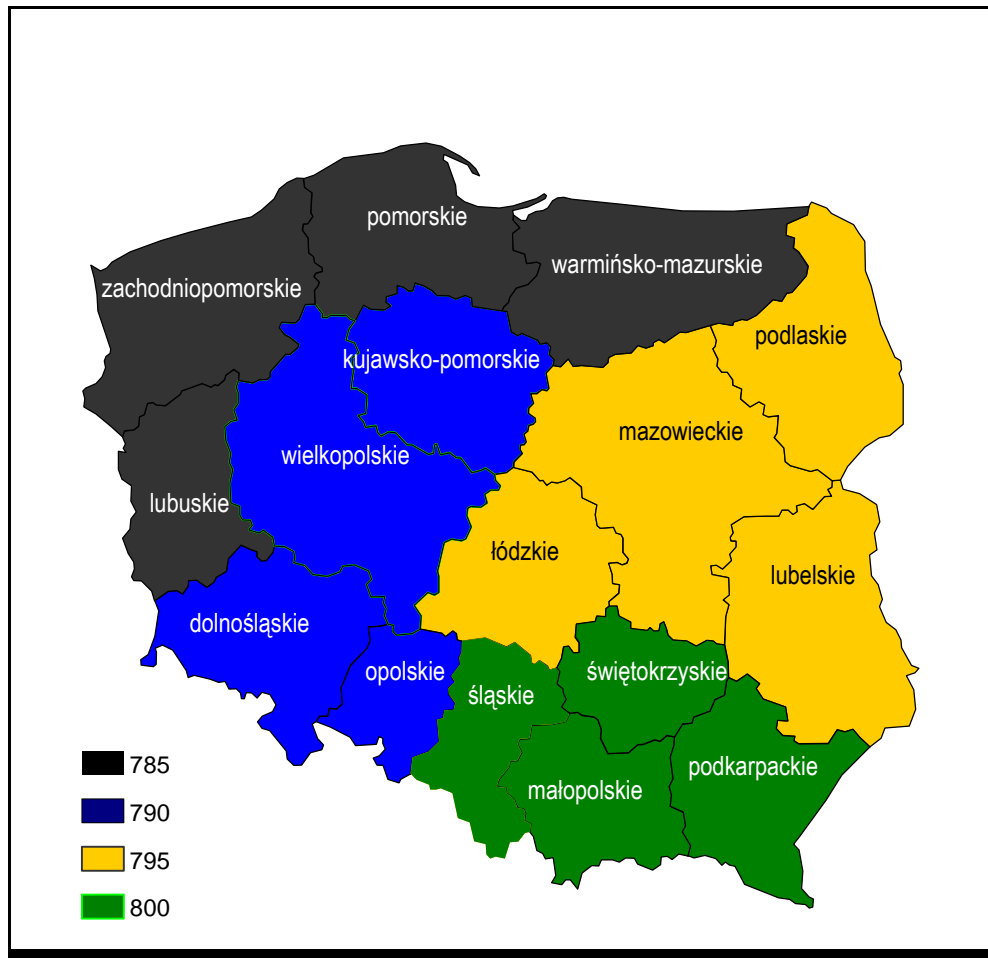 pomorskie
warmińsko-mazurskie
zachodniopomorskie
podlaskie
kujawsko-pomorskie
mazowieckie
wielkopolskie
lubuskie
łódzkie
lubelskie
dolnośląskie
opolskie
świętokrzyskie
śląskie
podkarpackie
małopolskie
785
790
795
800